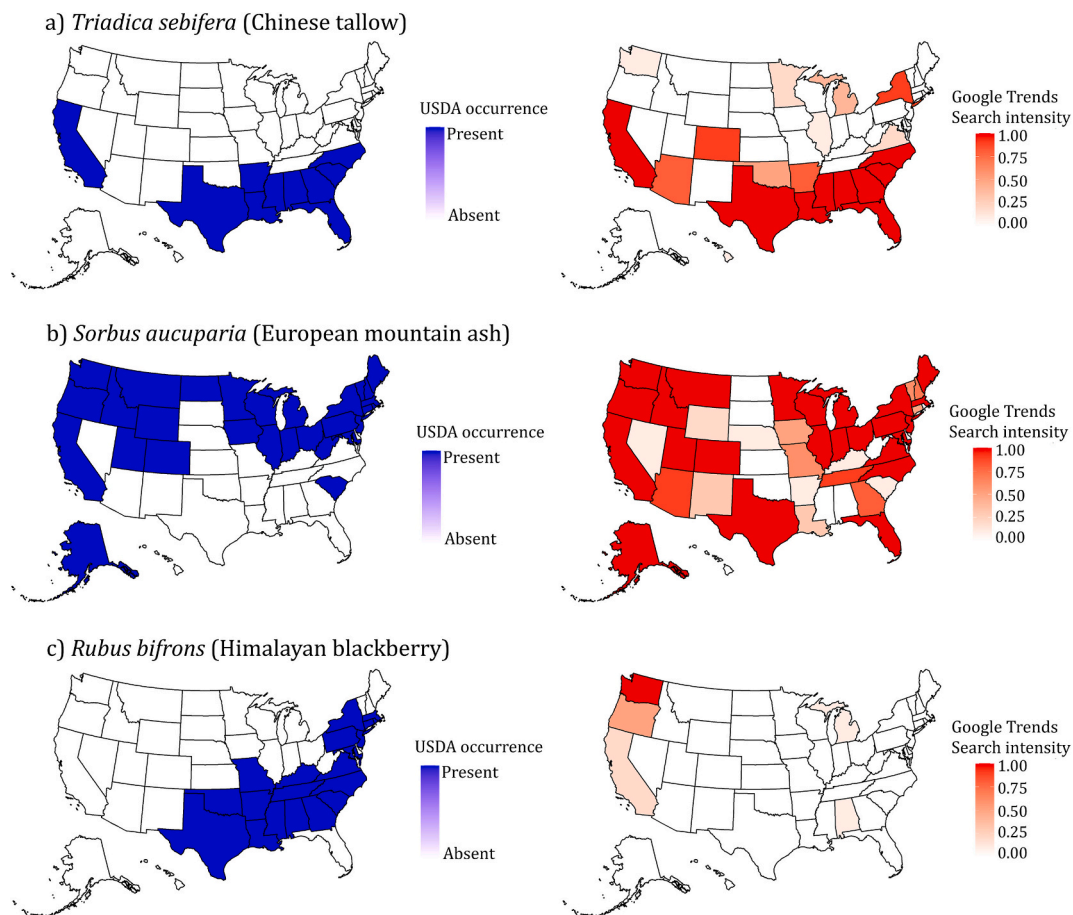 a) Triadica sebifera (Chinese tallow)
USDA occurrence
Present
Absent
Google Trends
Search intensity
1.00
0.75
0.50
0.25
0.00
b) Sorbus aucuparia (European mountain ash)
USDA occurrence
Present
Absent
Google Trends
Search intensity
1.00
0.75
0.50
0.25
0.00
c) Rubus bifrons (Himalayan blackberry)
USDA occurrence
Present
Absent
Google Trends
Search intensity
1.00
0.75
0.50
0.25
0.00